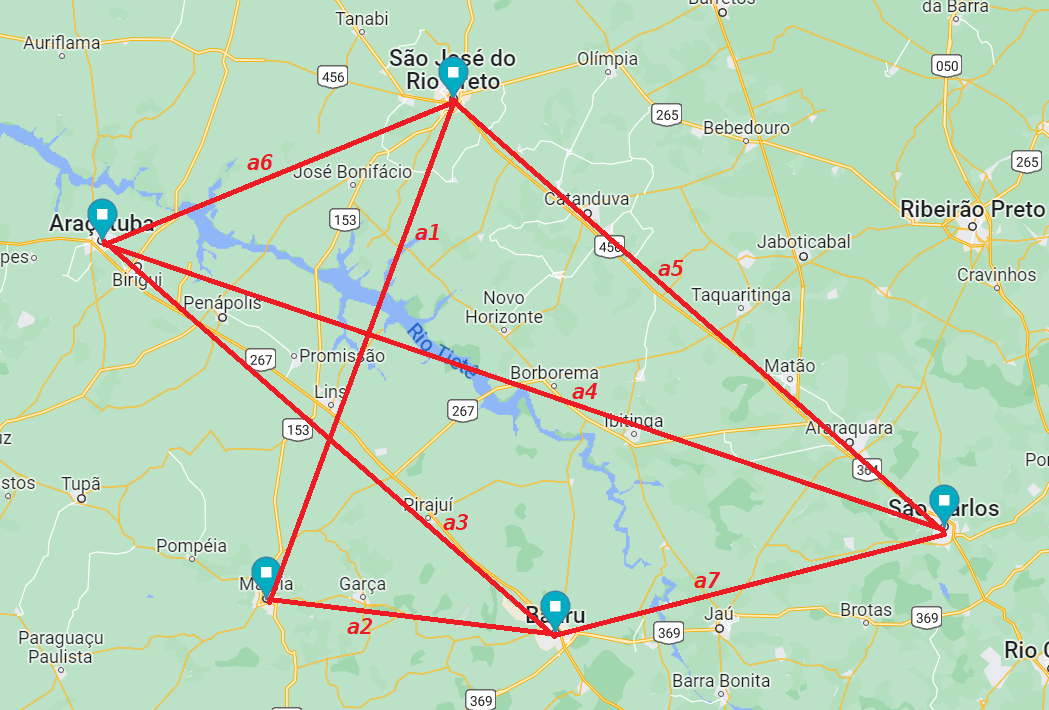 Barretos
da Barra
Tanabi
Auriflama
São José do
Rio Preto
Olímpia
050
456
265
Bebedouro
265
a6
José Bonifácio
Catanduva
153
Araçatuba
a1
Ribeirão Preto
456
Jaboticabal
pes
a5
Cravinhos
Birigui
Taquaritinga
Penápolis
Novo
Horizonte
Rio Tietê
267
Promissão
Matão
Borborema
Lins
a4
267
Ibitinga
153
Araraquara
uz
Por
364
stos
Tupã
Pirajuí
São Carlos
a3
Pompéia
Marília
Garça
a7
Bauru
Jaú
Brotas
a2
369
369
Paraguaçu
Paulista
Rio C
Barra Bonita
369